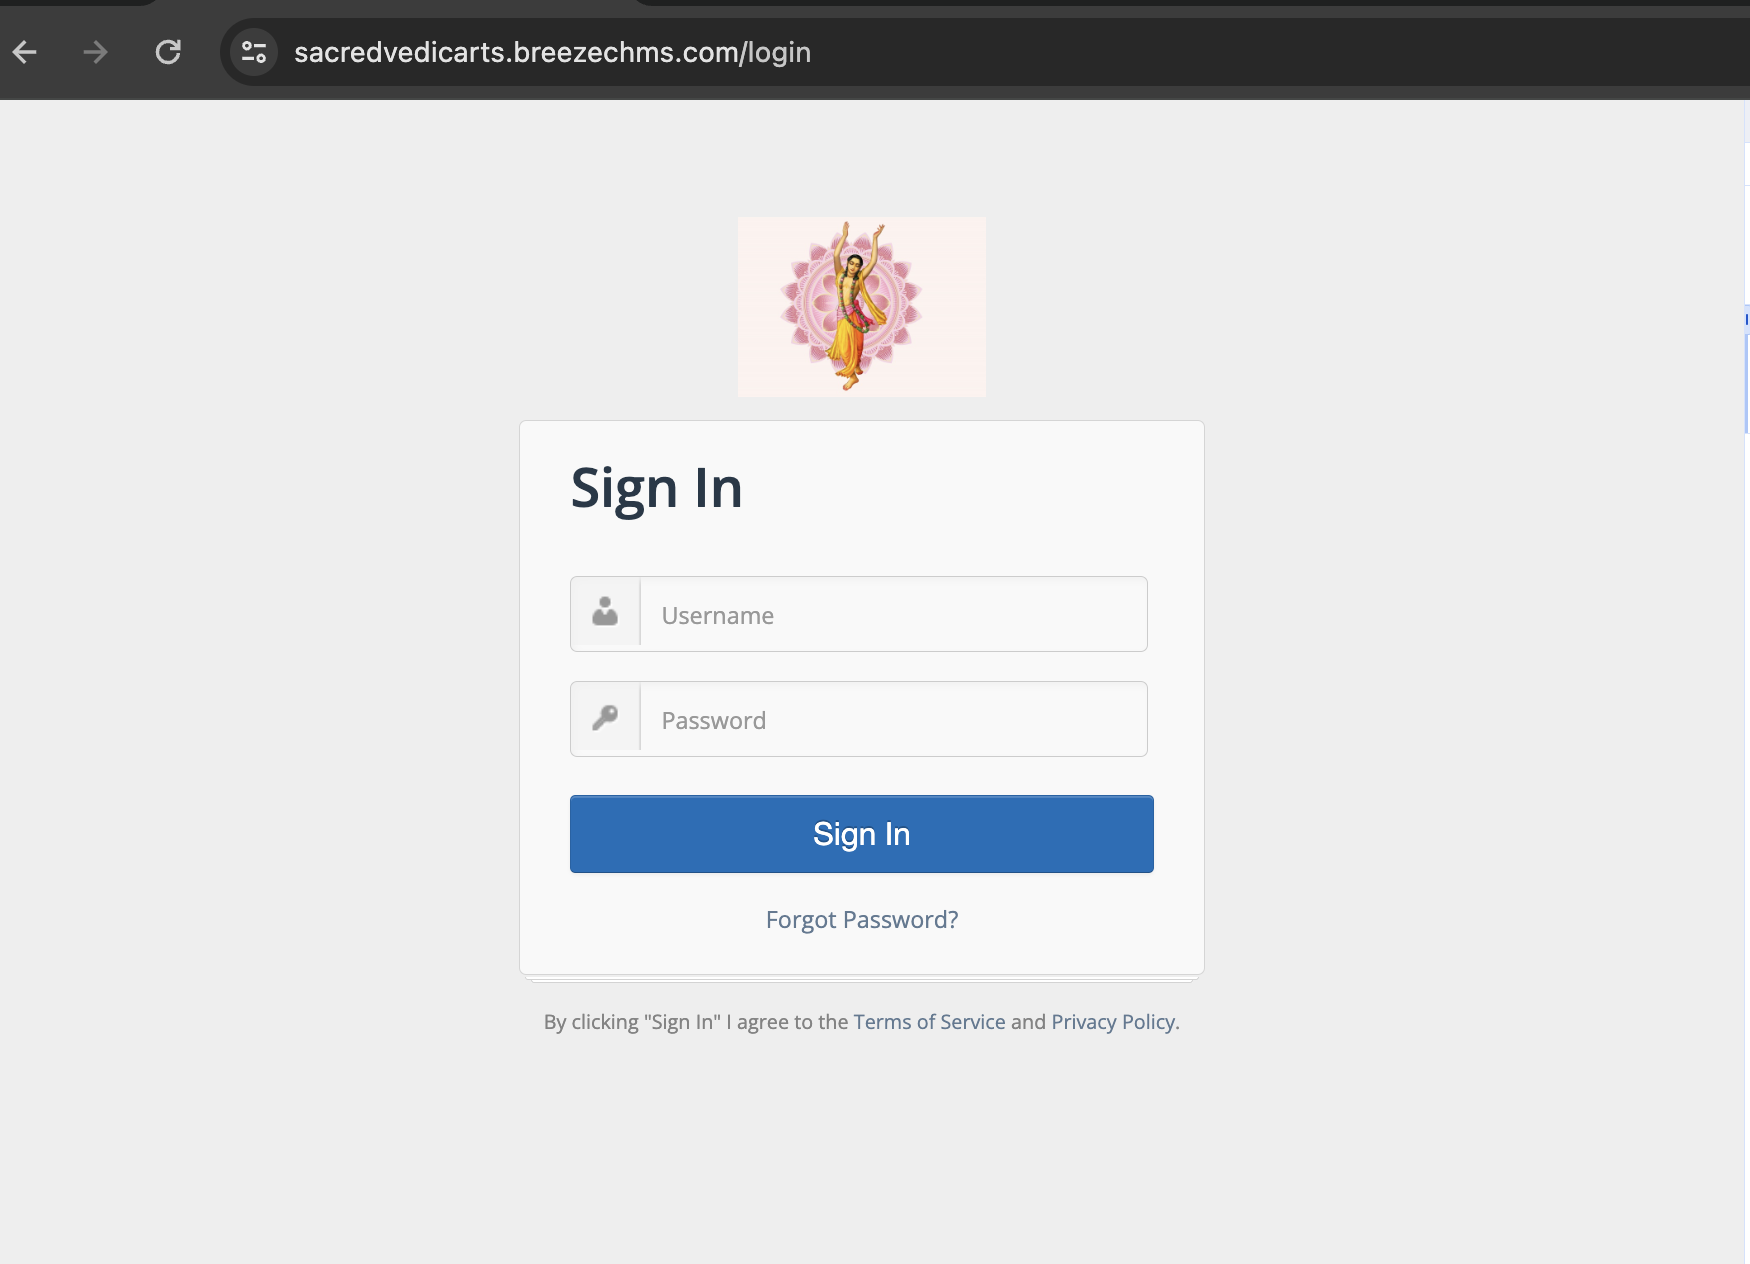 sacredvedicarts.breezechms.com/login
Sign In
Username
Password
Sign In
Forgot Password?
By clicking "Sign In" I agree to the Terms of Service and Privacy Policy.